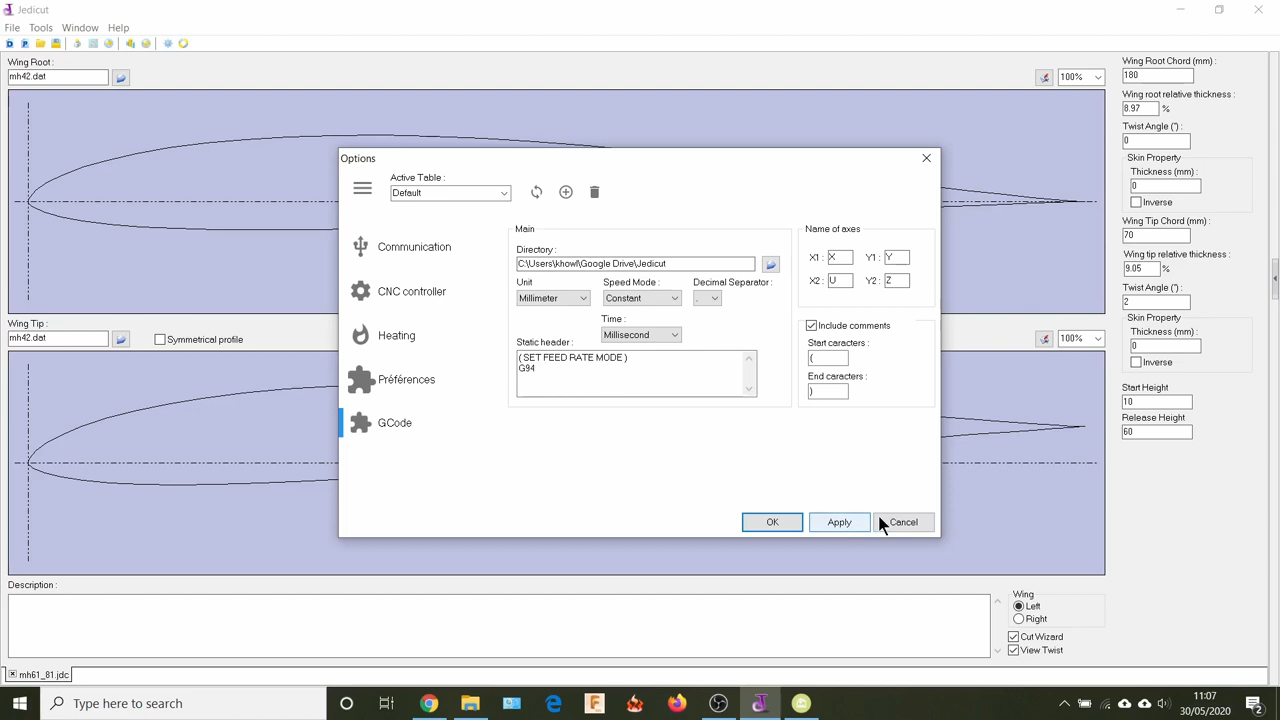 Jedicut
File Tools Window Help
Wing Root :
mh42.dat
100%
Wing Root Chord (mm) :
180
Wing root relative thickness :
8.97 %
Twist Angle (°) :
0
Skin Property
Thickness (mm) :
0
Inverse
Wing Tip Chord (mm) :
70
Wing tip relative thickness :
9.05 %
Twist Angle (°) :
2
Skin Property
Thickness (mm) :
0
Inverse
Start Height
10
Release Height
60
Wing Tip :
mh42.dat
Symmetrical profile
100%
Options
Active Table :
Default
Communication
CNC controller
Heating
Préférences
GCode
Main
Directory :
C:\Users\khowl\Google Drive\Jedicut
Unit Speed Mode : Decimal Separator :
Millimeter Constant .
Time :
Millisecond
Static header :
( SET FEED RATE MODE )
G94
Name of axes
X1 : X Y1 : Y
X2 : U Y2 : Z
Include comments
Start caracters :
(
End caracters :
)
OK Apply Cancel
Description :
Wing
Left
Right
Cut Wizard
View Twist
mh61_81.jdc
Type here to search
11:07
30/05/2020
2